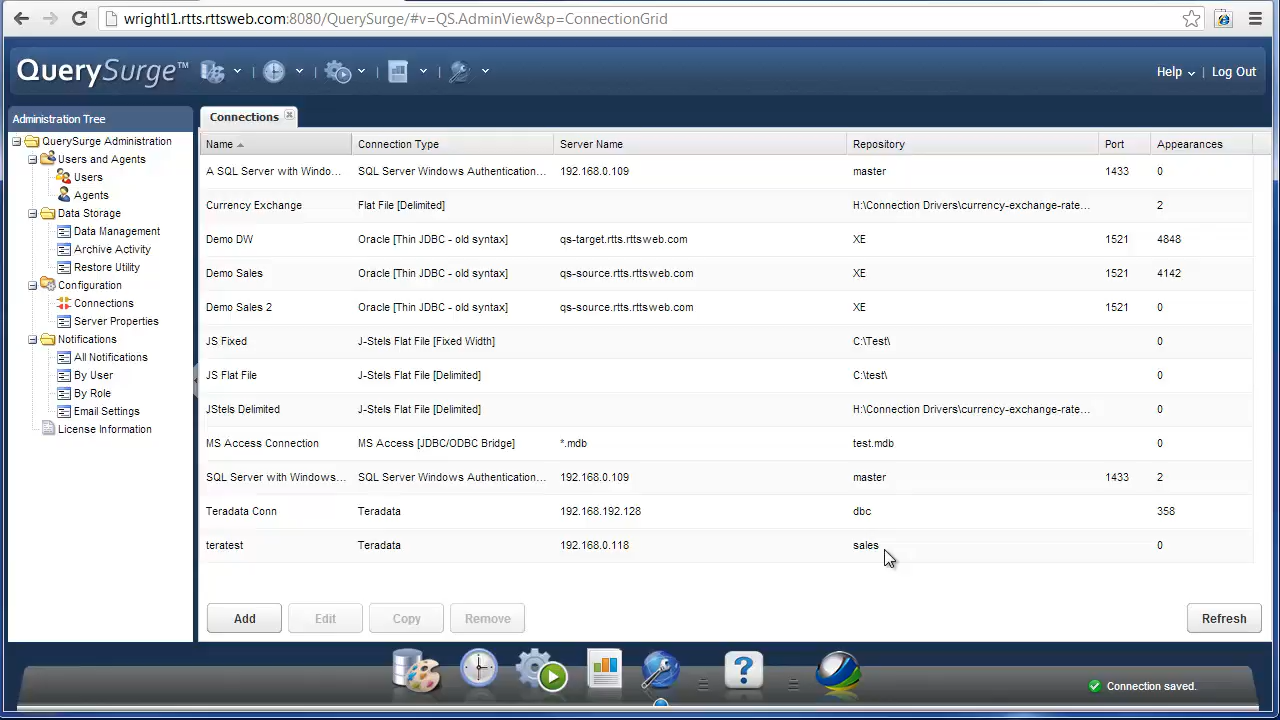 wrightl1.rtts.rttsweb.com:8080/QuerySurge/#v=QS.AdminView&p=ConnectionGrid
QuerySurge™
Help | Log Out
Administration Tree
QuerySurge Administration
Users and Agents
Users
Agents
Data Storage
Data Management
Archive Activity
Restore Utility
Configuration
Connections
Server Properties
Notifications
All Notifications
By User
By Role
Email Settings
License Information
Connections
Name Connection Type Server Name Repository Port Appearances
A SQL Server with Windo... SQL Server Windows Authentication... 192.168.0.109 master 1433 0
Currency Exchange Flat File [Delimited] H:\Connection Drivers\currency-exchange-rate... 2
Demo DW Oracle [Thin JDBC - old syntax] qs-target.rtts.rttsweb.com XE 1521 4848
Demo Sales Oracle [Thin JDBC - old syntax] qs-source.rtts.rttsweb.com XE 1521 4142
Demo Sales 2 Oracle [Thin JDBC - old syntax] qs-source.rtts.rttsweb.com XE 1521 0
JS Fixed J-Stels Flat File [Fixed Width] C:\Test\ 0
JS Flat File J-Stels Flat File [Delimited] C:\test\ 0
JStels Delimited J-Stels Flat File [Delimited] H:\Connection Drivers\currency-exchange-rate... 0
MS Access Connection MS Access [JDBC/ODBC Bridge] *.mdb test.mdb 0
SQL Server with Windows... SQL Server Windows Authentication... 192.168.0.109 master 1433 2
Teradata Conn Teradata 192.168.192.128 dbc 358
teratest Teradata 192.168.0.118 sales 0
Add Edit Copy Remove Refresh
?
Connection saved.